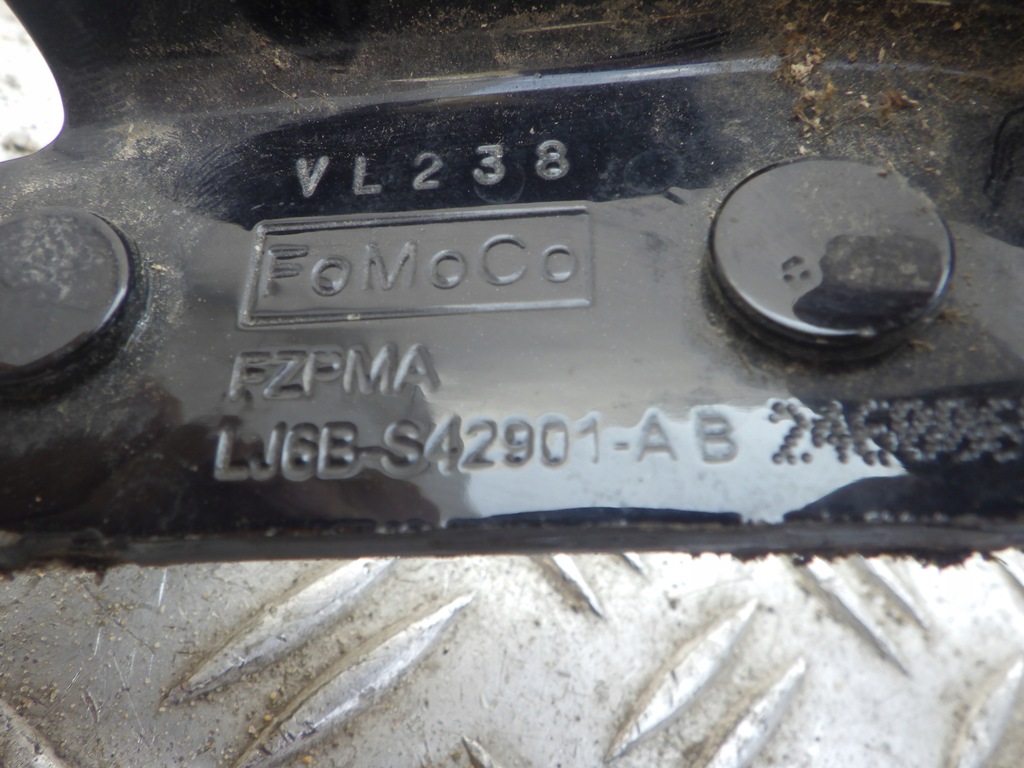 VL238
FoMoCo
FZPMA
LJ6B-S42901-AB